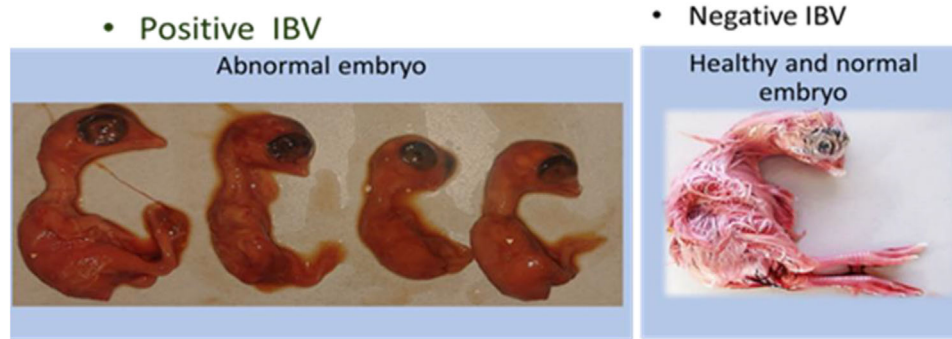 • Positive IBV
Abnormal embryo
• Negative IBV
Healthy and normal
embryo